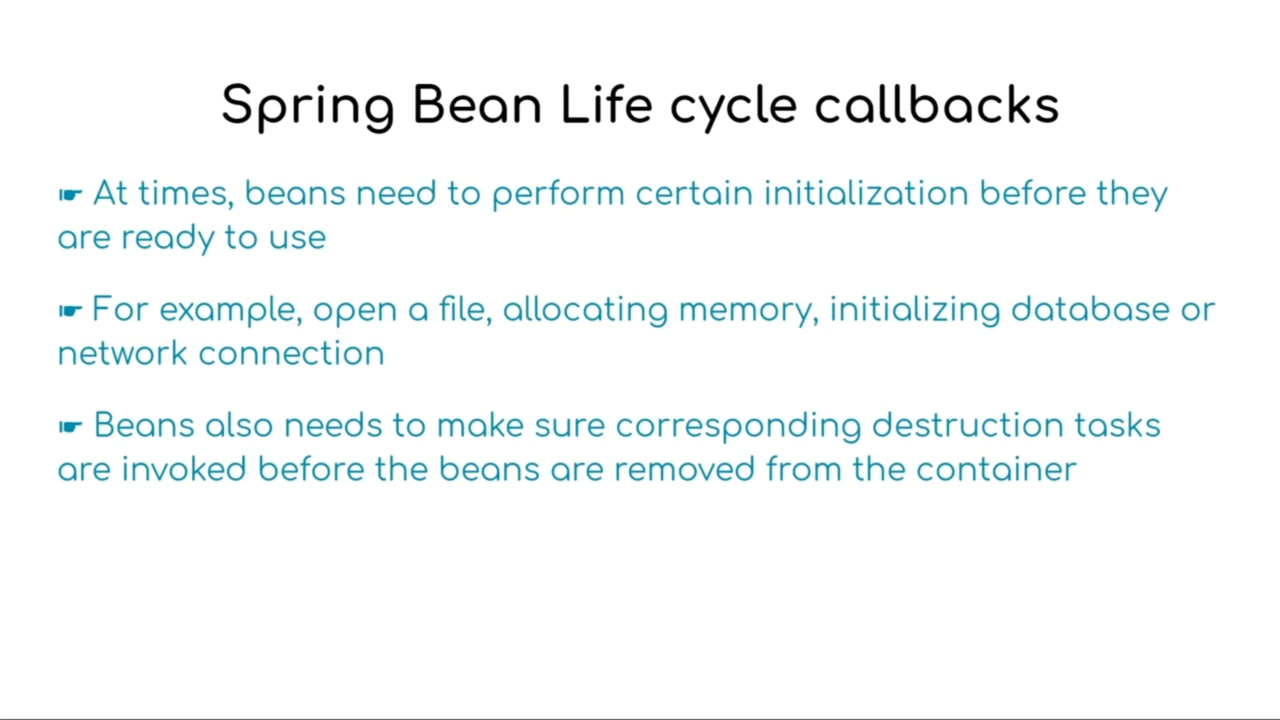 Spring Bean Life cycle callbacks
☛ At times, beans need to perform certain initialization before they
are ready to use
☛ For example, open a file, allocating memory, initializing database or
network connection
☛ Beans also needs to make sure corresponding destruction tasks
are invoked before the beans are removed from the container